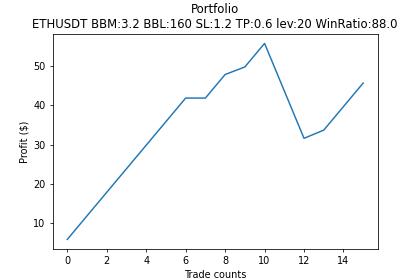 Portfolio
ETHUSDT BBM:3.2 BBL:160 SL:1.2 TP:0.6 lev:20 WinRatio:88.0
50
40
30
20
10
Profit ($)
0 2 4 6 8 10 12 14
Trade counts